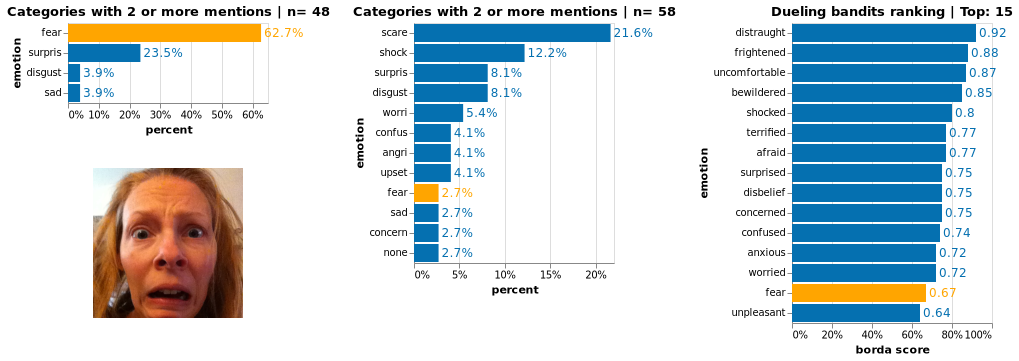 Categories with 2 or more mentions | n= 48
emotion
fear 62.7%
surpris 23.5%
disgust 3.9%
sad 3.9%
0% 10% 20% 30% 40% 50% 60%
percent
Categories with 2 or more mentions | n= 58
emotion
scare 21.6%
shock 12.2%
surpris 8.1%
disgust 8.1%
worri 5.4%
confus 4.1%
angri 4.1%
upset 4.1%
fear 2.7%
sad 2.7%
concern 2.7%
none 2.7%
0% 5% 10% 15% 20%
percent
Dueling bandits ranking | Top: 15
emotion
distraught 0.92
frightened 0.88
uncomfortable 0.87
bewildered 0.85
shocked 0.8
terrified 0.77
afraid 0.77
surprised 0.75
disbelief 0.75
concerned 0.75
confused 0.74
anxious 0.72
worried 0.72
fear 0.67
unpleasant 0.64
0% 20% 40% 60% 80% 100%
borda score